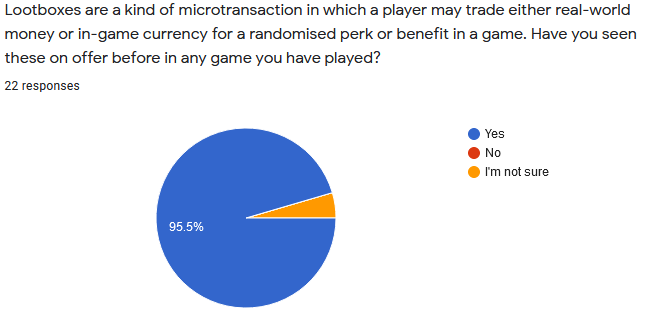 Lootboxes are a kind of microtransaction in which a player may trade either real-world
money or in-game currency for a randomised perk or benefit in a game. Have you seen
these on offer before in any game you have played?
22 responses
Yes
No
I'm not sure
95.5%